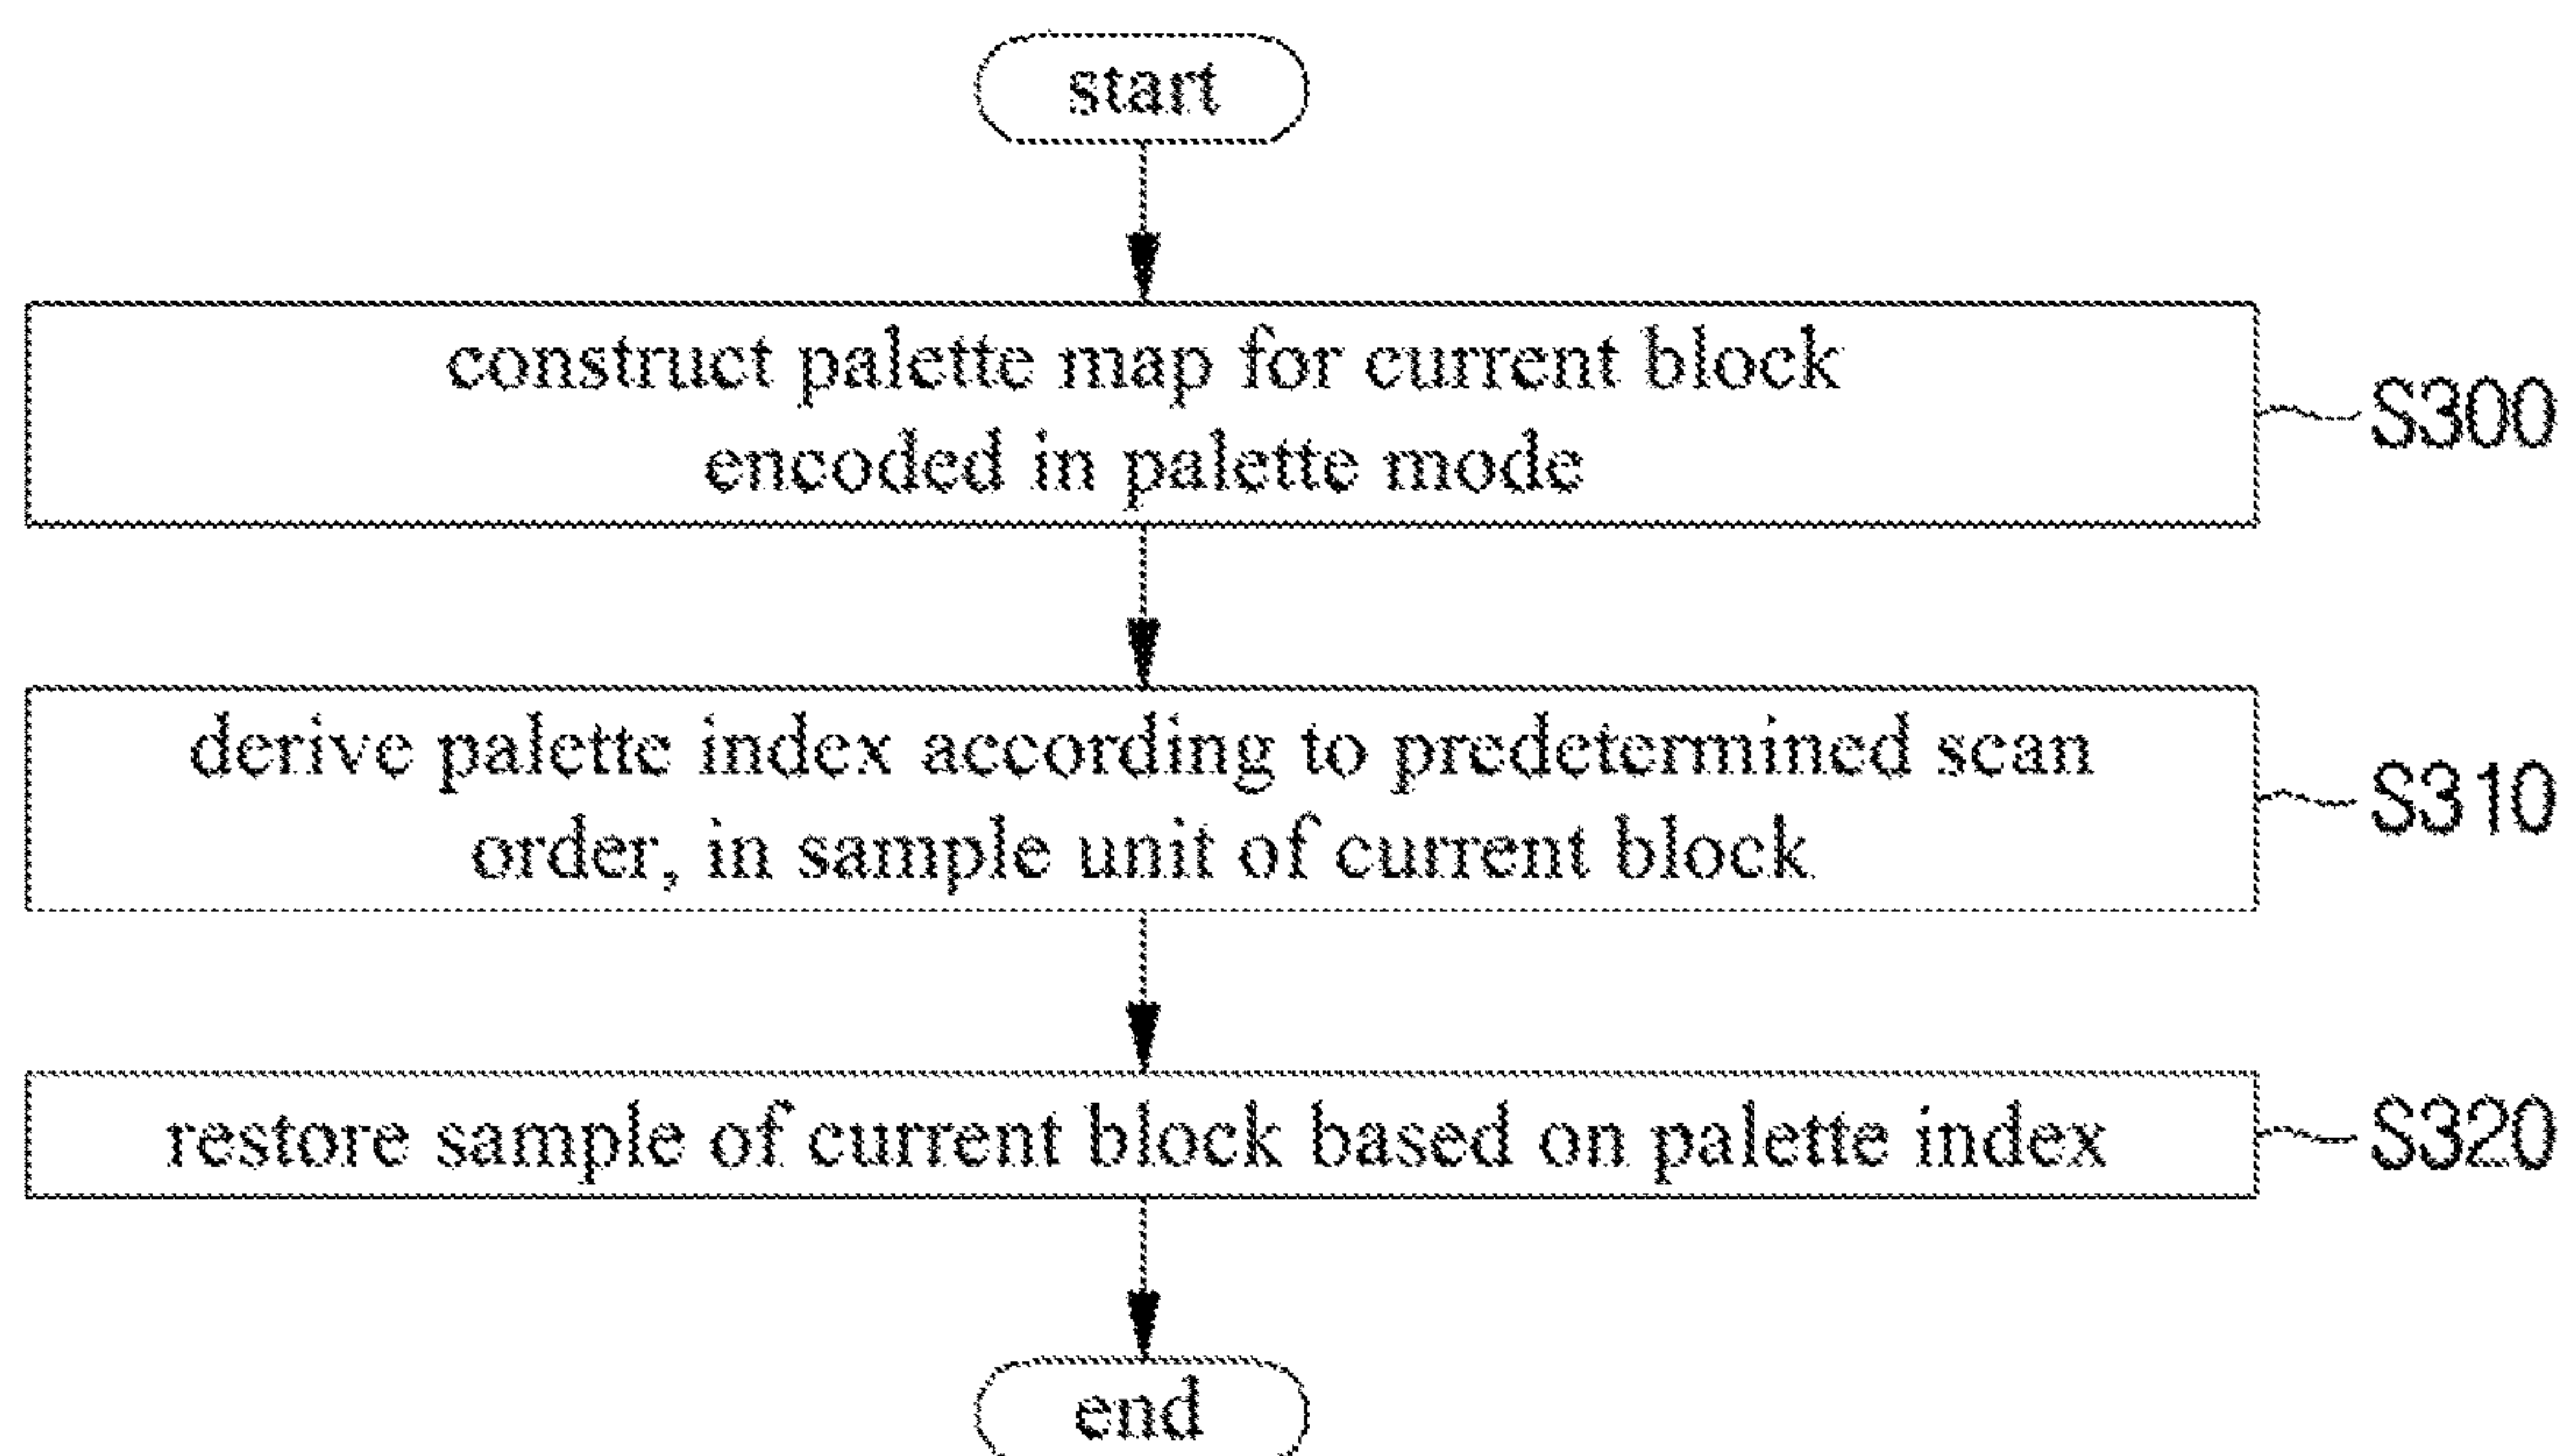 start
construct palette map for current block
encoded in palette mode
S300
derive palette index according to predetermined scan
order, in sample unit of current block
S310
restore sample of current block based on palette index
S320
end